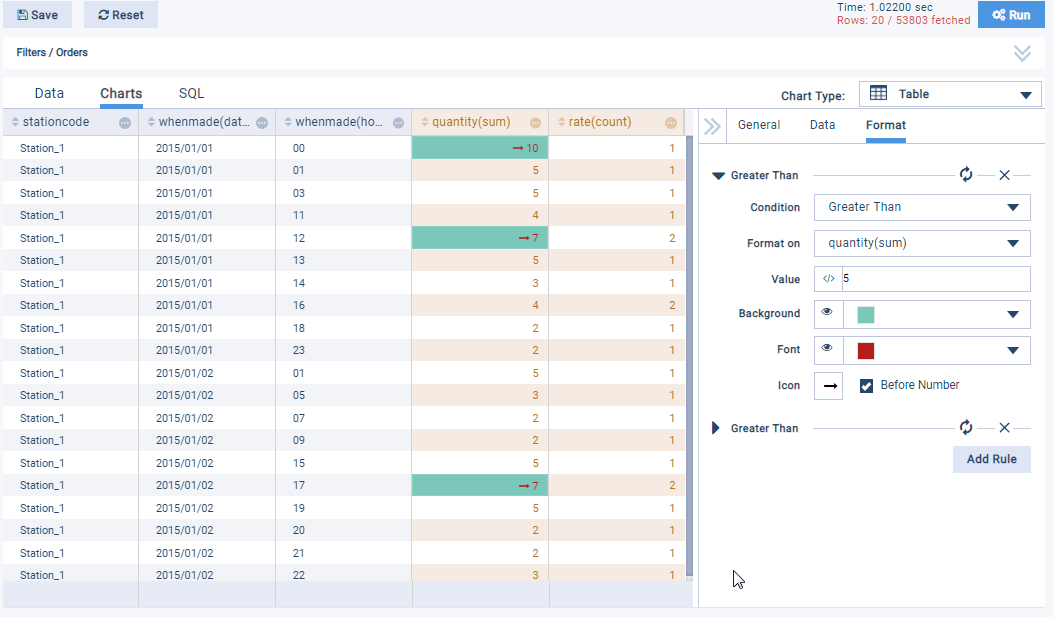 Save Reset Time: 1.02200 sec
Rows: 20 / 53803 fetched Run
Filters / Orders
Data Charts SQL Chart Type: Table
stationcode whenmade(dat... whenmade(ho... quantity(sum) rate(count)
Station_1 2015/01/01 00 → 10 1
Station_1 2015/01/01 01 5 1
Station_1 2015/01/01 03 5 1
Station_1 2015/01/01 11 4 1
Station_1 2015/01/01 12 → 7 2
Station_1 2015/01/01 13 5 1
Station_1 2015/01/01 14 3 1
Station_1 2015/01/01 16 4 2
Station_1 2015/01/01 18 2 1
Station_1 2015/01/01 23 2 1
Station_1 2015/01/02 01 5 1
Station_1 2015/01/02 05 3 1
Station_1 2015/01/02 07 2 1
Station_1 2015/01/02 09 2 1
Station_1 2015/01/02 15 5 1
Station_1 2015/01/02 17 → 7 2
Station_1 2015/01/02 19 5 1
Station_1 2015/01/02 20 2 1
Station_1 2015/01/02 21 2 1
Station_1 2015/01/02 22 3 1
General Data Format
Greater Than
Condition Greater Than
Format on quantity(sum)
Value </> 5
Background
Font
Icon → Before Number
Greater Than
Add Rule